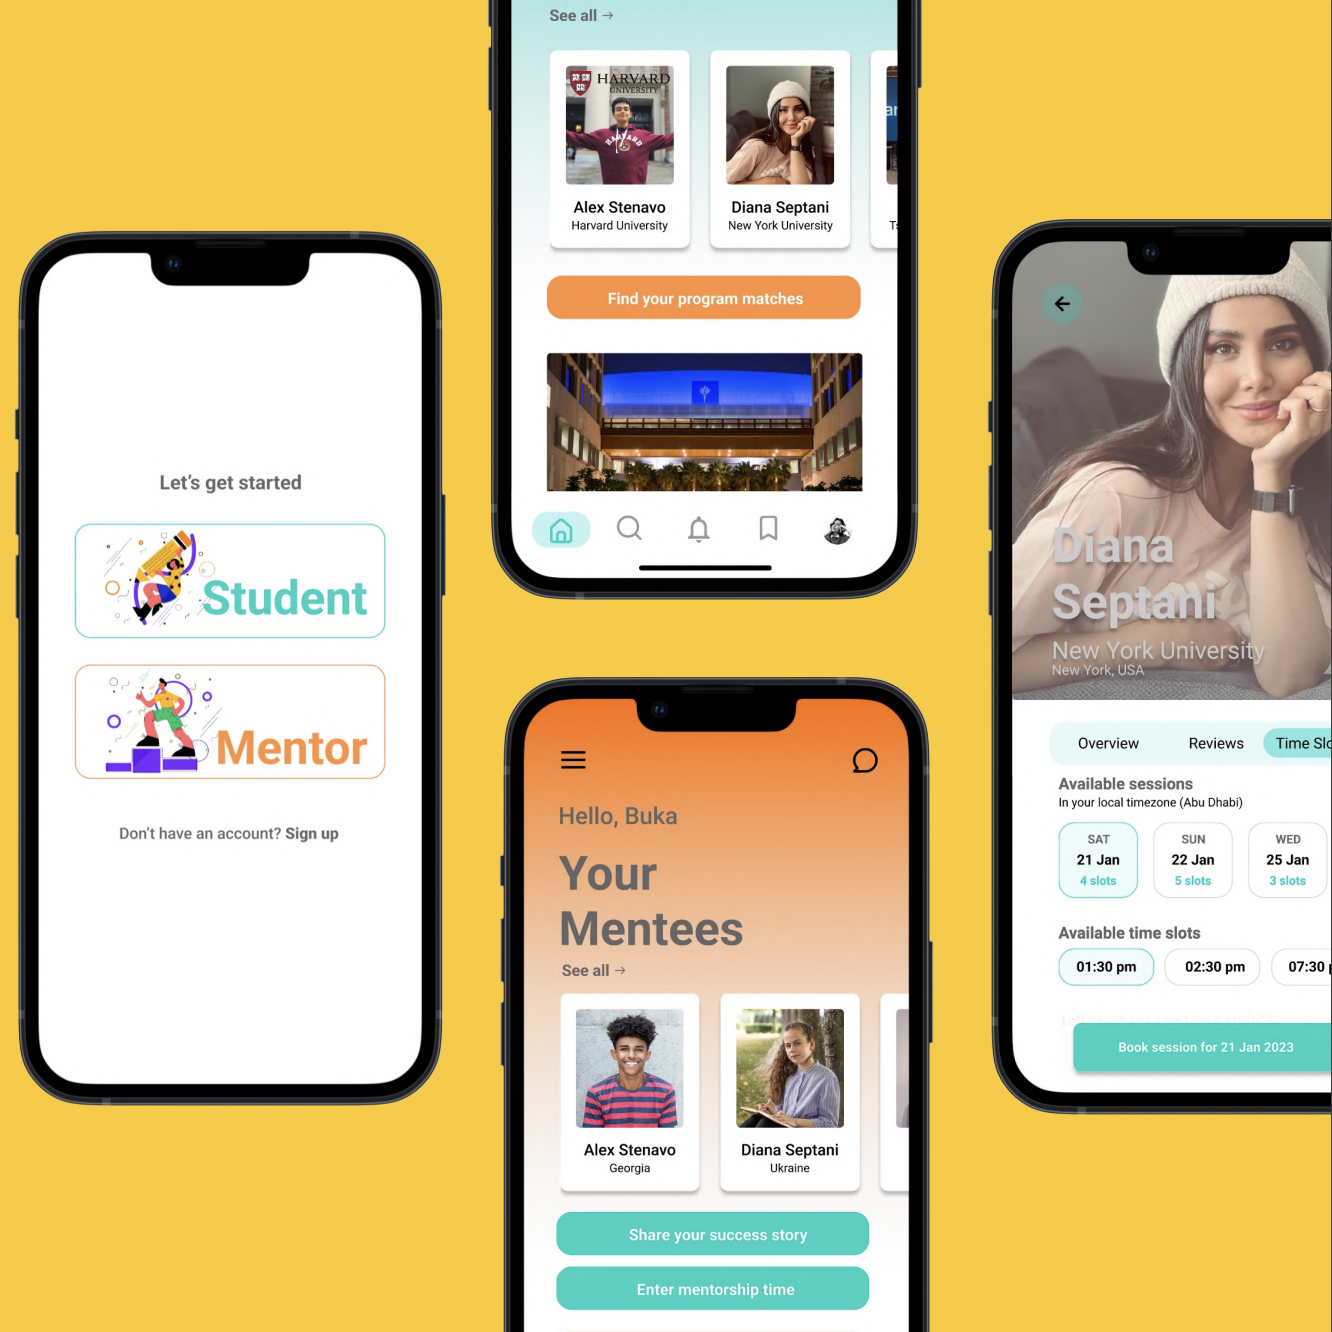 Let's get started
Student
Mentor
Don't have an account? Sign up
See all →
HARVARD
UNIVERSITY
HARVARD
Alex Stenavo
Harvard University
Diana Septani
New York University
Find your program matches
Hello, Buka
Your
Mentees
See all →
Alex Stenavo
Georgia
Diana Septani
Ukraine
Share your success story
Enter mentorship time
Diana
Septani
New York University
New York, USA
Overview Reviews Time Slo
Available sessions
In your local timezone (Abu Dhabi)
SAT SUN WED
21 Jan 22 Jan 25 Jan
4 slots 5 slots 3 slots
Available time slots
01:30 pm 02:30 pm 07:30
Book session for 21 Jan 2023